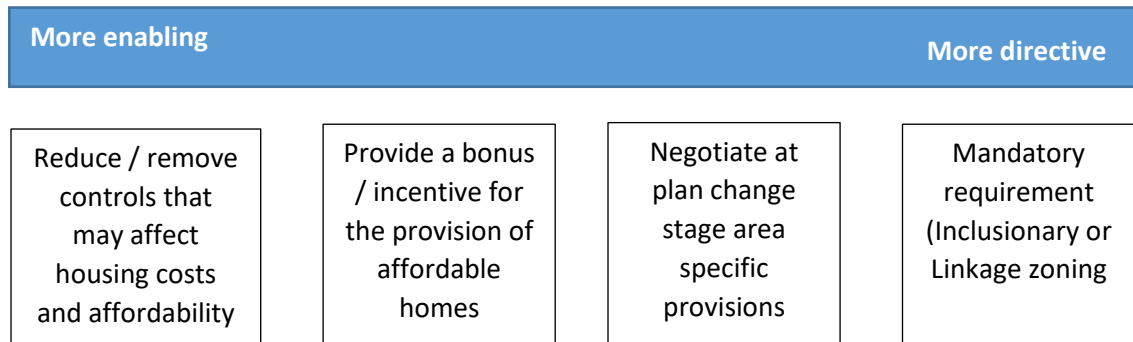 More enabling
More directive
Reduce / remove
controls that
may affect
housing costs
and affordability
Provide a bonus
/ incentive for
the provision of
affordable
homes
Negotiate at
plan change
stage area
specific
provisions
Mandatory
requirement
(Inclusionary or
Linkage zoning